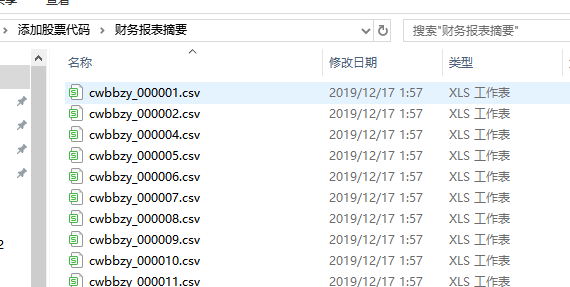 查看
添加股票代码 财务报表摘要 搜索"财务报表摘要"
名称 修改日期 类型
cwbbzy_000001.csv 2019/12/17 1:57 XLS 工作表
cwbbzy_000002.csv 2019/12/17 1:57 XLS 工作表
cwbbzy_000004.csv 2019/12/17 1:57 XLS 工作表
cwbbzy_000005.csv 2019/12/17 1:57 XLS 工作表
cwbbzy_000006.csv 2019/12/17 1:57 XLS 工作表
cwbbzy_000007.csv 2019/12/17 1:57 XLS 工作表
cwbbzy_000008.csv 2019/12/17 1:57 XLS 工作表
cwbbzy_000009.csv 2019/12/17 1:57 XLS 工作表
cwbbzy_000010.csv 2019/12/17 1:57 XLS 工作表
cwbbzy_000011.csv 2019/12/17 1:57 XLS 工作表